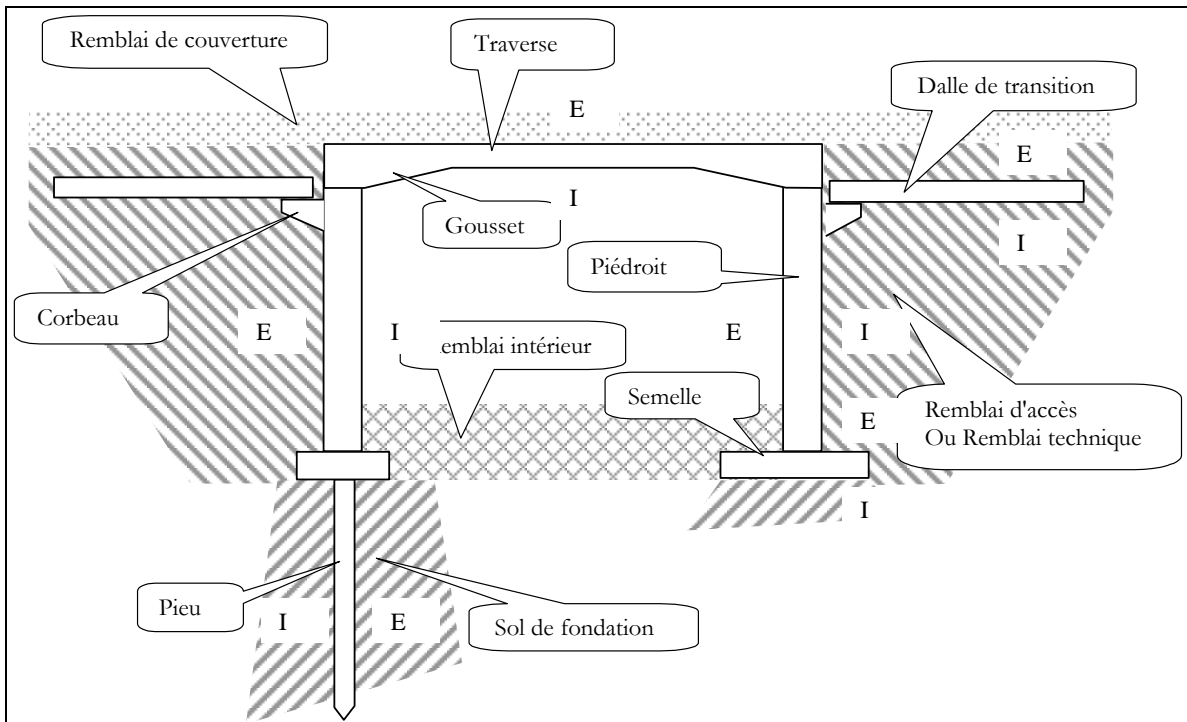 Remblai de couverture
Traverse
Dalle de transition
E
E
I
Gousset
I
Piédroit
Corbeau
E
I
emblai intérieur
E
I
Semelle
E
Remblai d'accès
Ou Remblai technique
I
Pieu
I
E
Sol de fondation